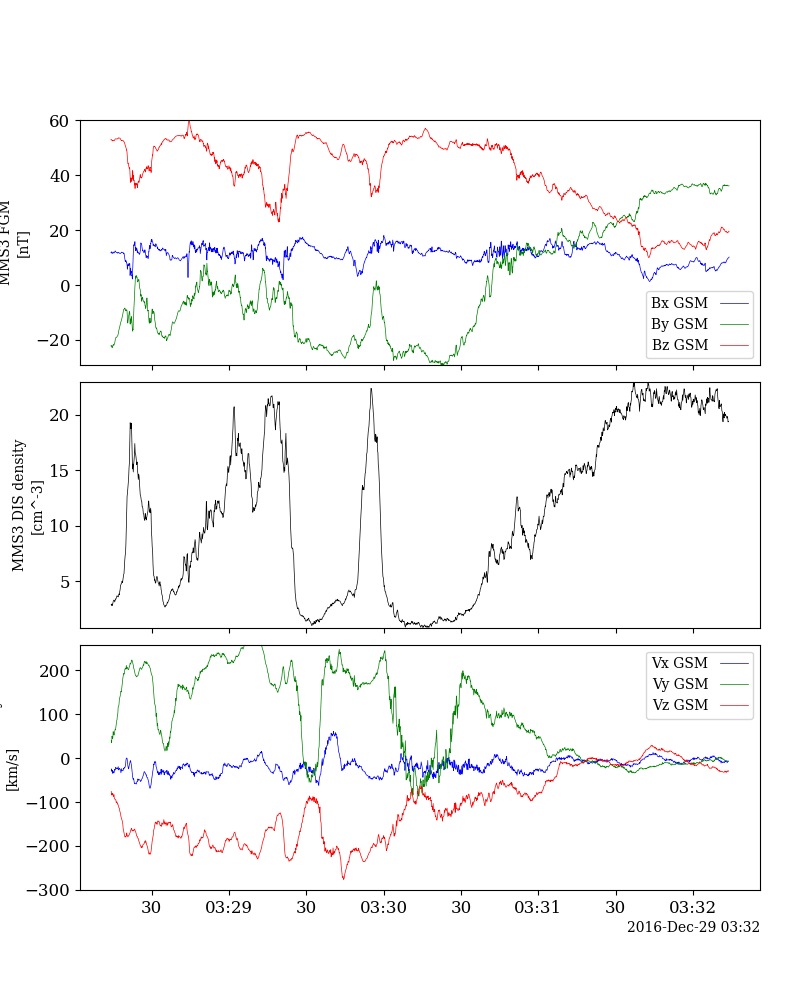 60
40
20
0
−20
MMS3 FGM
[nT]
Bx GSM
By GSM
Bz GSM
20
15
10
5
MMS3 DIS density
[cm^-3]
200
100
0
−100
−200
−300
[km/s]
Vx GSM
Vy GSM
Vz GSM
30 03:29 30 03:30 30 03:31 30 03:32
2016-Dec-29 03:32